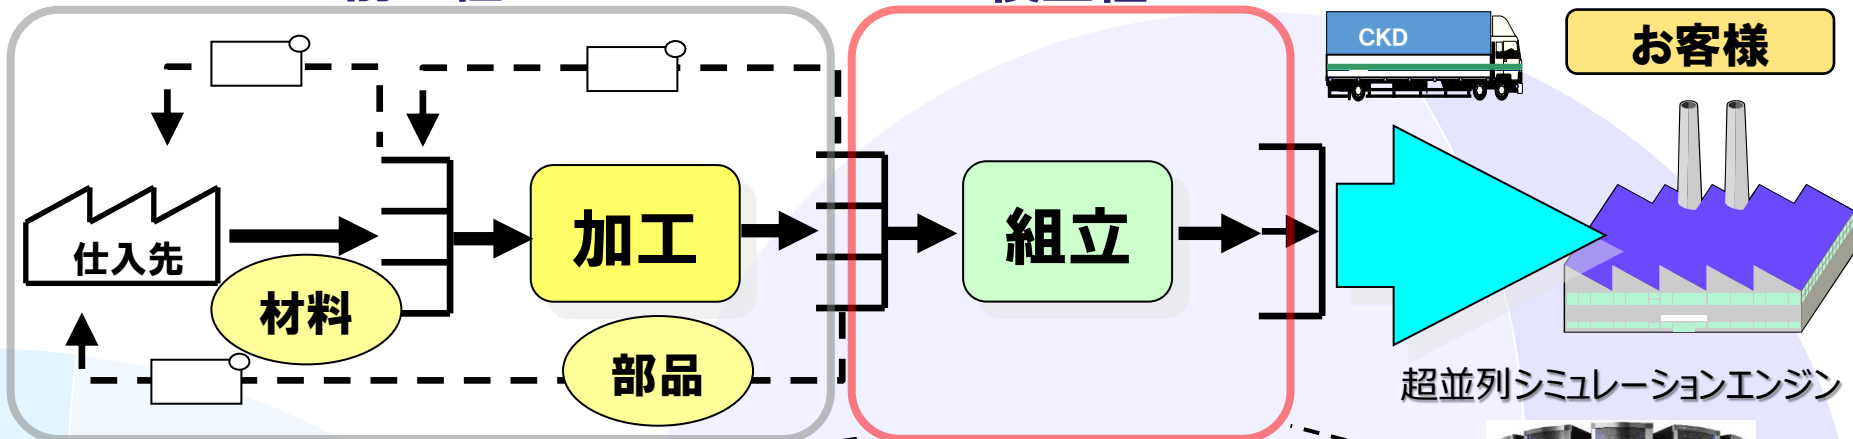 CKD
お客様
仕入先
材料
加工
部品
組立
超並列シミュレーションエンジン